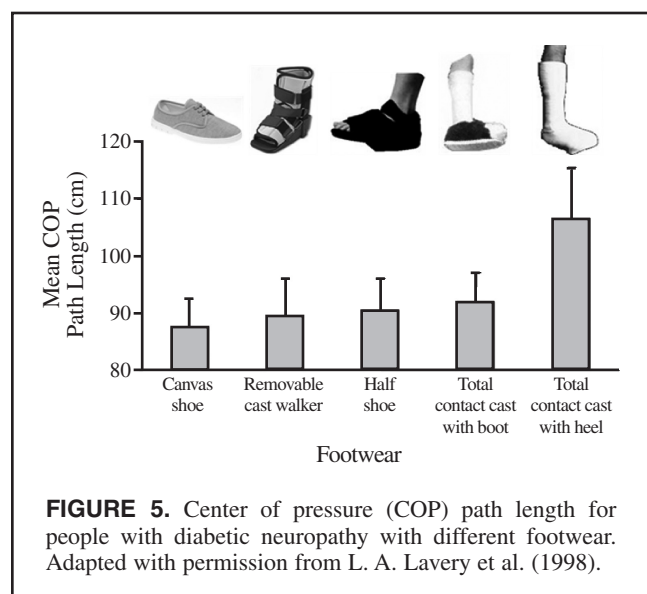 120
110
100
90
80
Mean COP
Path Length (cm)
Canvas
shoe
Removable
cast walker
Half
shoe
Total
contact cast
with boot
Total
contact cast
with heel
Footwear
FIGURE 5. Center of pressure (COP) path length for
people with diabetic neuropathy with different footwear.
Adapted with permission from L. A. Lavery et al. (1998).